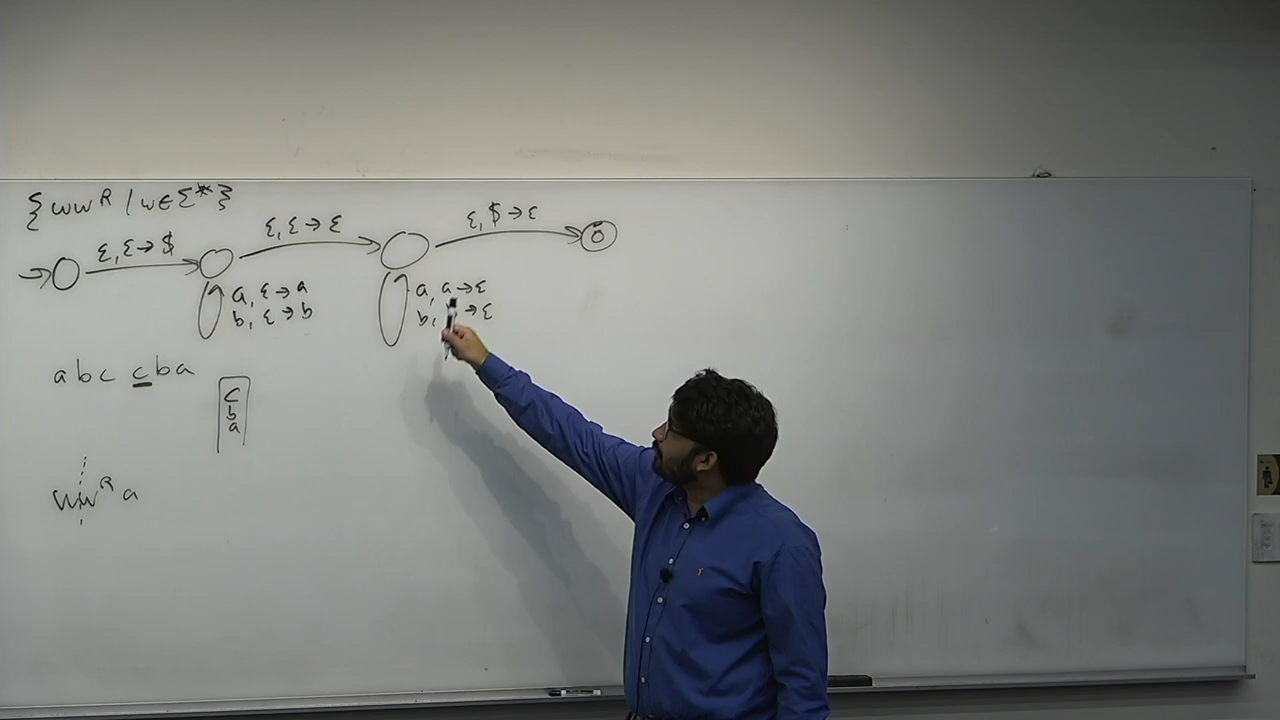 {ww^R | w∈Σ*}
ε, ε→$
ε, ε→ε
ε, $→ε
a, ε→a
b, ε→b
a, a→ε
b, →ε
abc cba
c
b
a
ww^R a